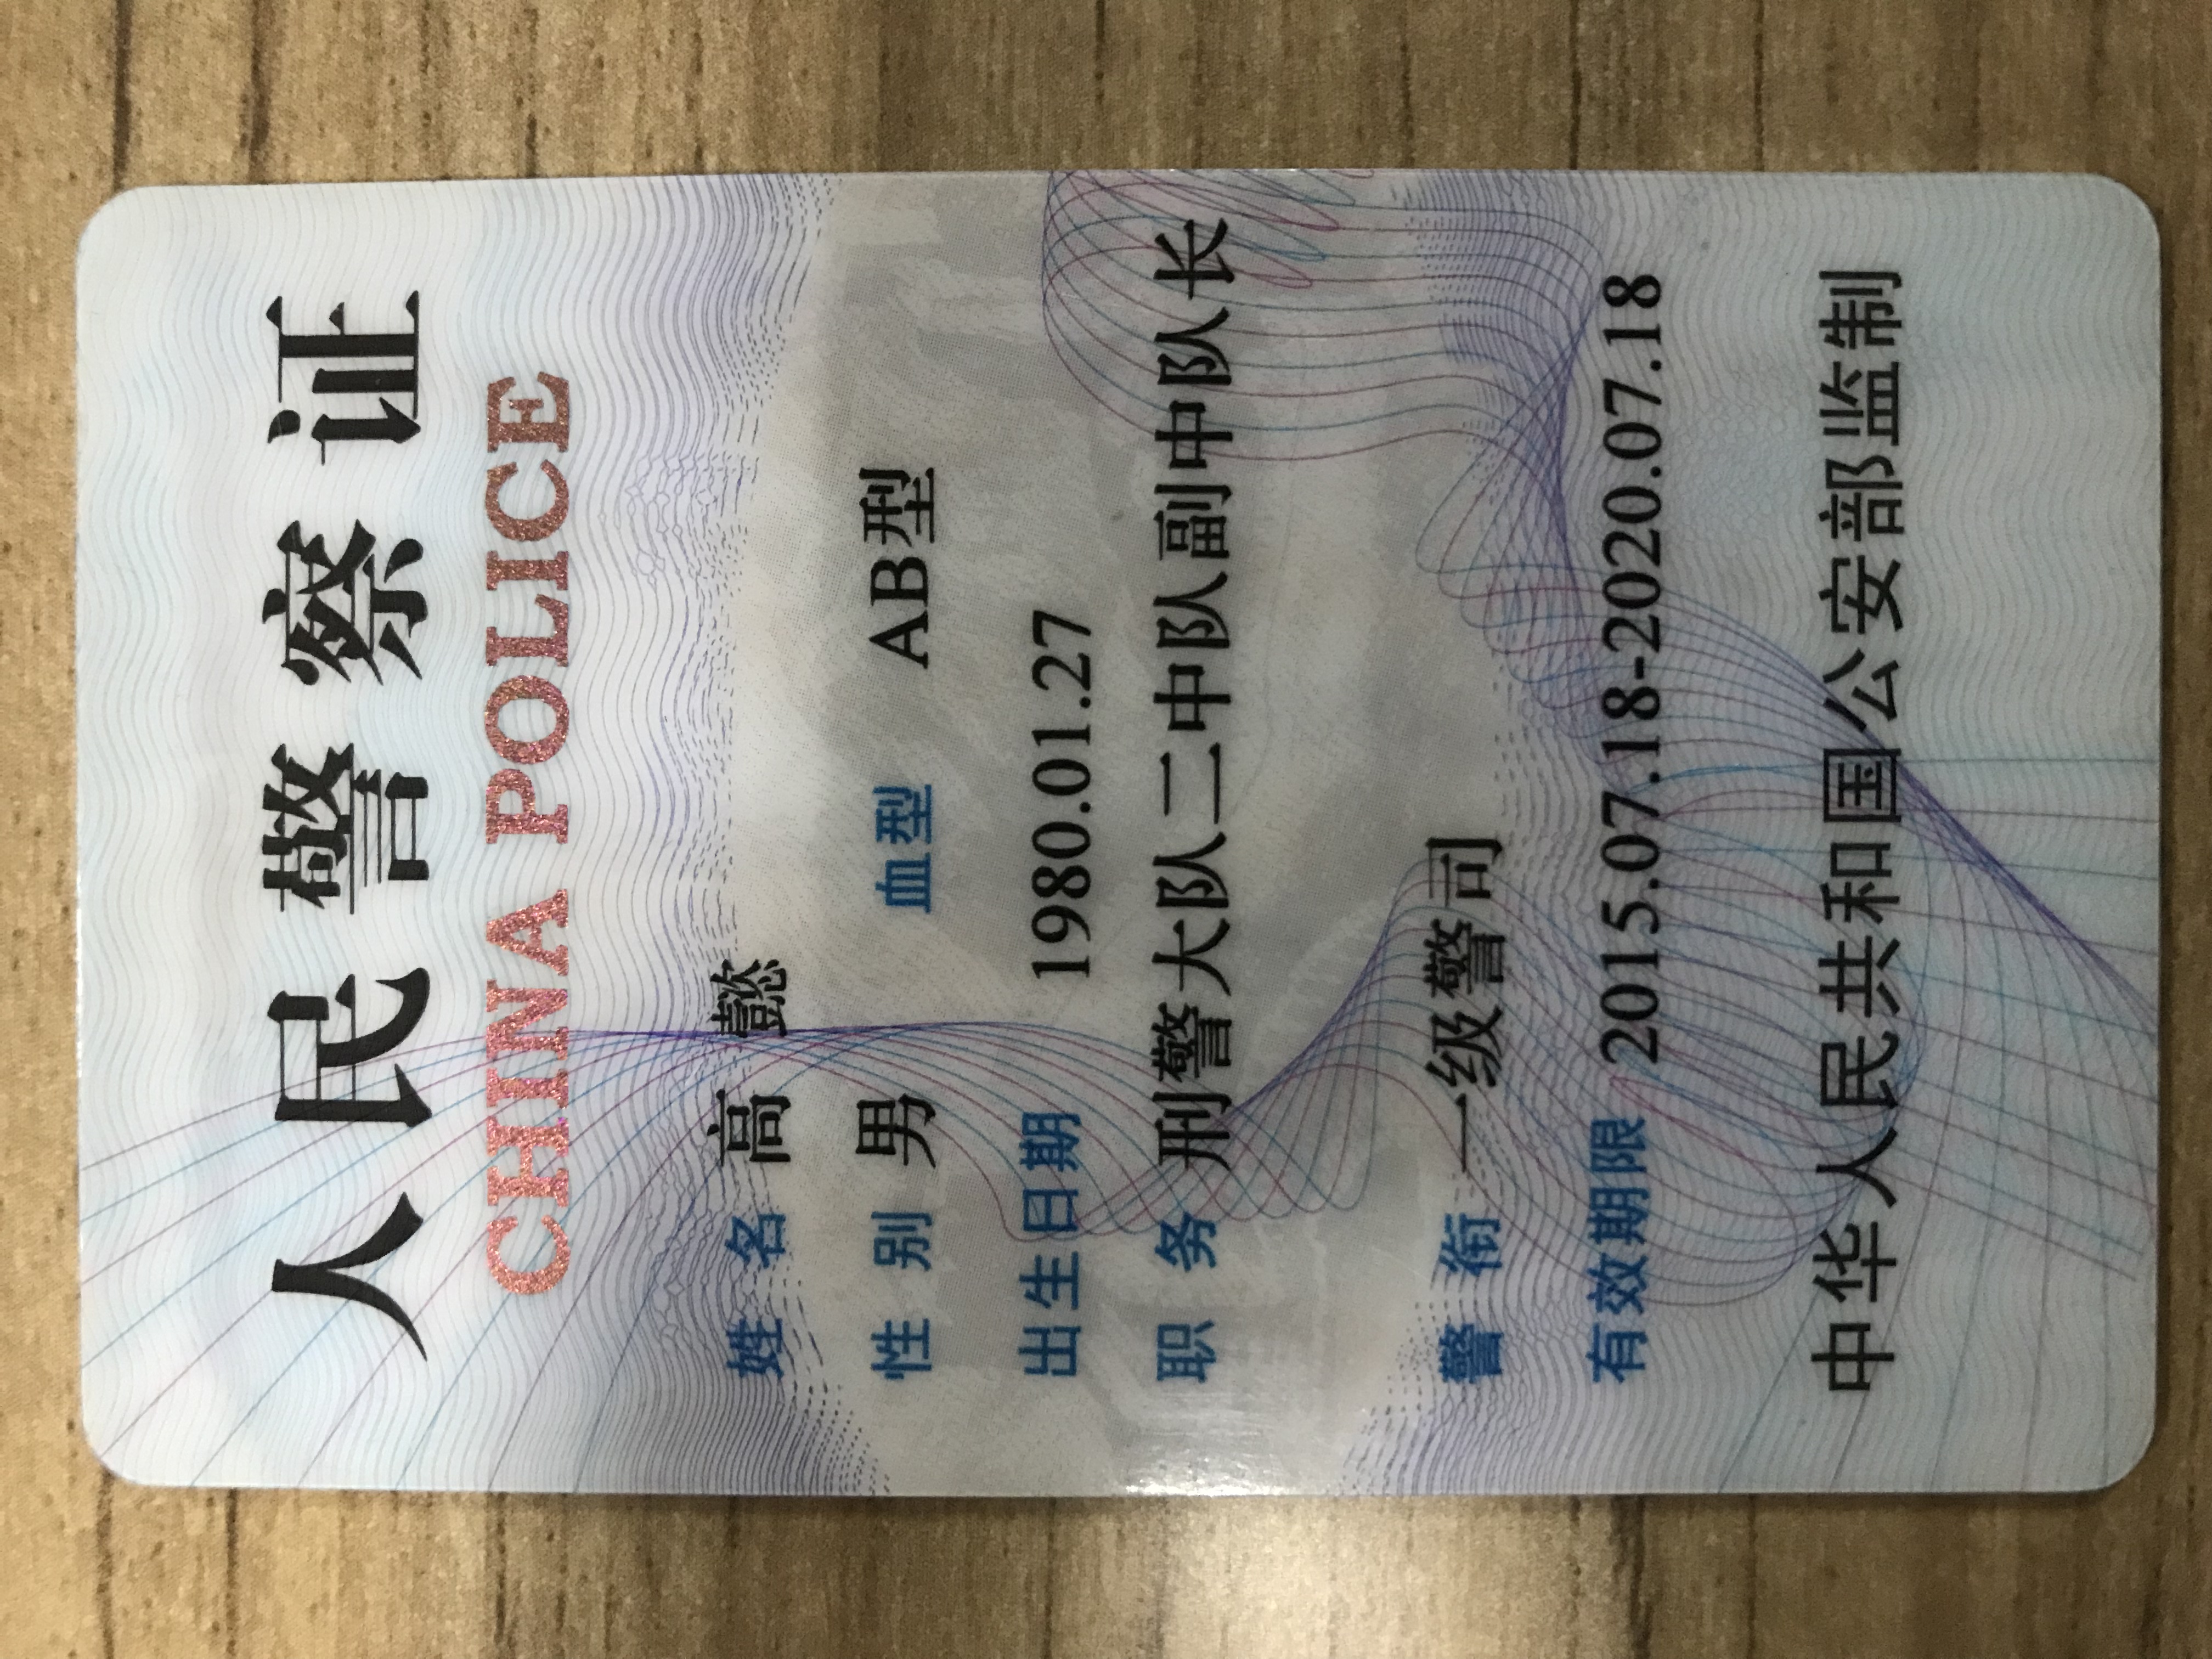 人民警察证
CHINA POLICE
姓 名 高懿
性 别 男 血型 AB型
出生日期 1980.01.27
职 务 刑警大队二中队副中队长
警 衔 一级警司
有效期限 2015.07.18-2020.07.18
中华人民共和国公安部监制